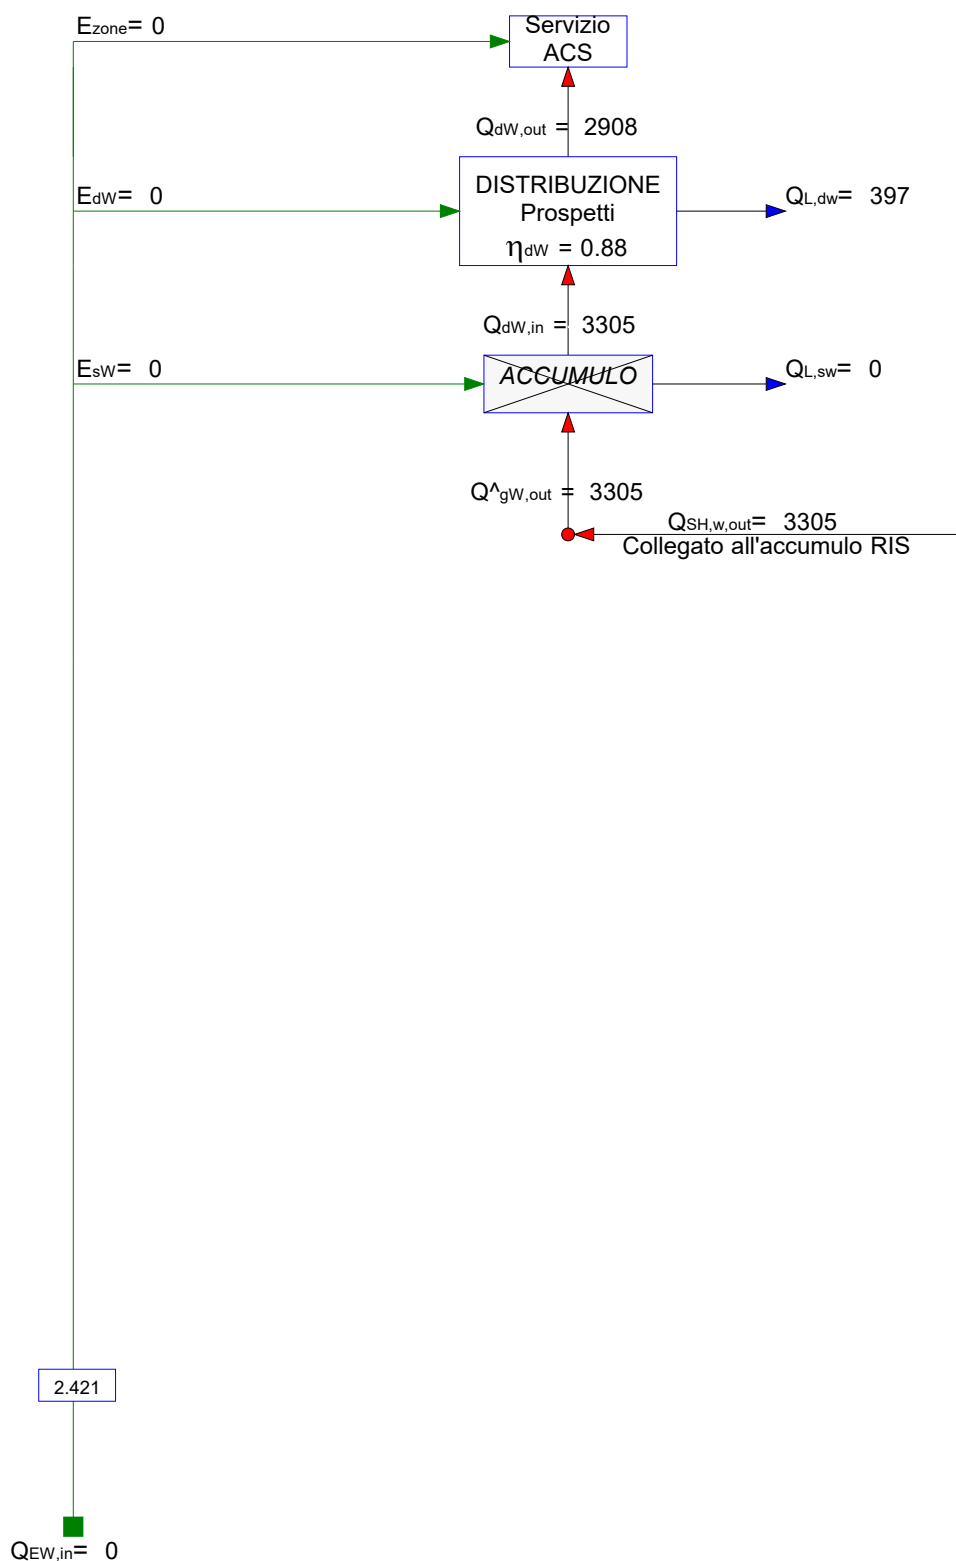 Ezone= 0
Servizio
ACS
QdW,out = 2908
EdW= 0
DISTRIBUZIONE
Prospetti
ηdW = 0.88
QL,dw= 397
QdW,in = 3305
EsW= 0
ACCUMULO
QL,sw= 0
Q^gW,out = 3305
QSH,w,out= 3305
Collegato all'accumulo RIS
2.421
QEW,in= 0